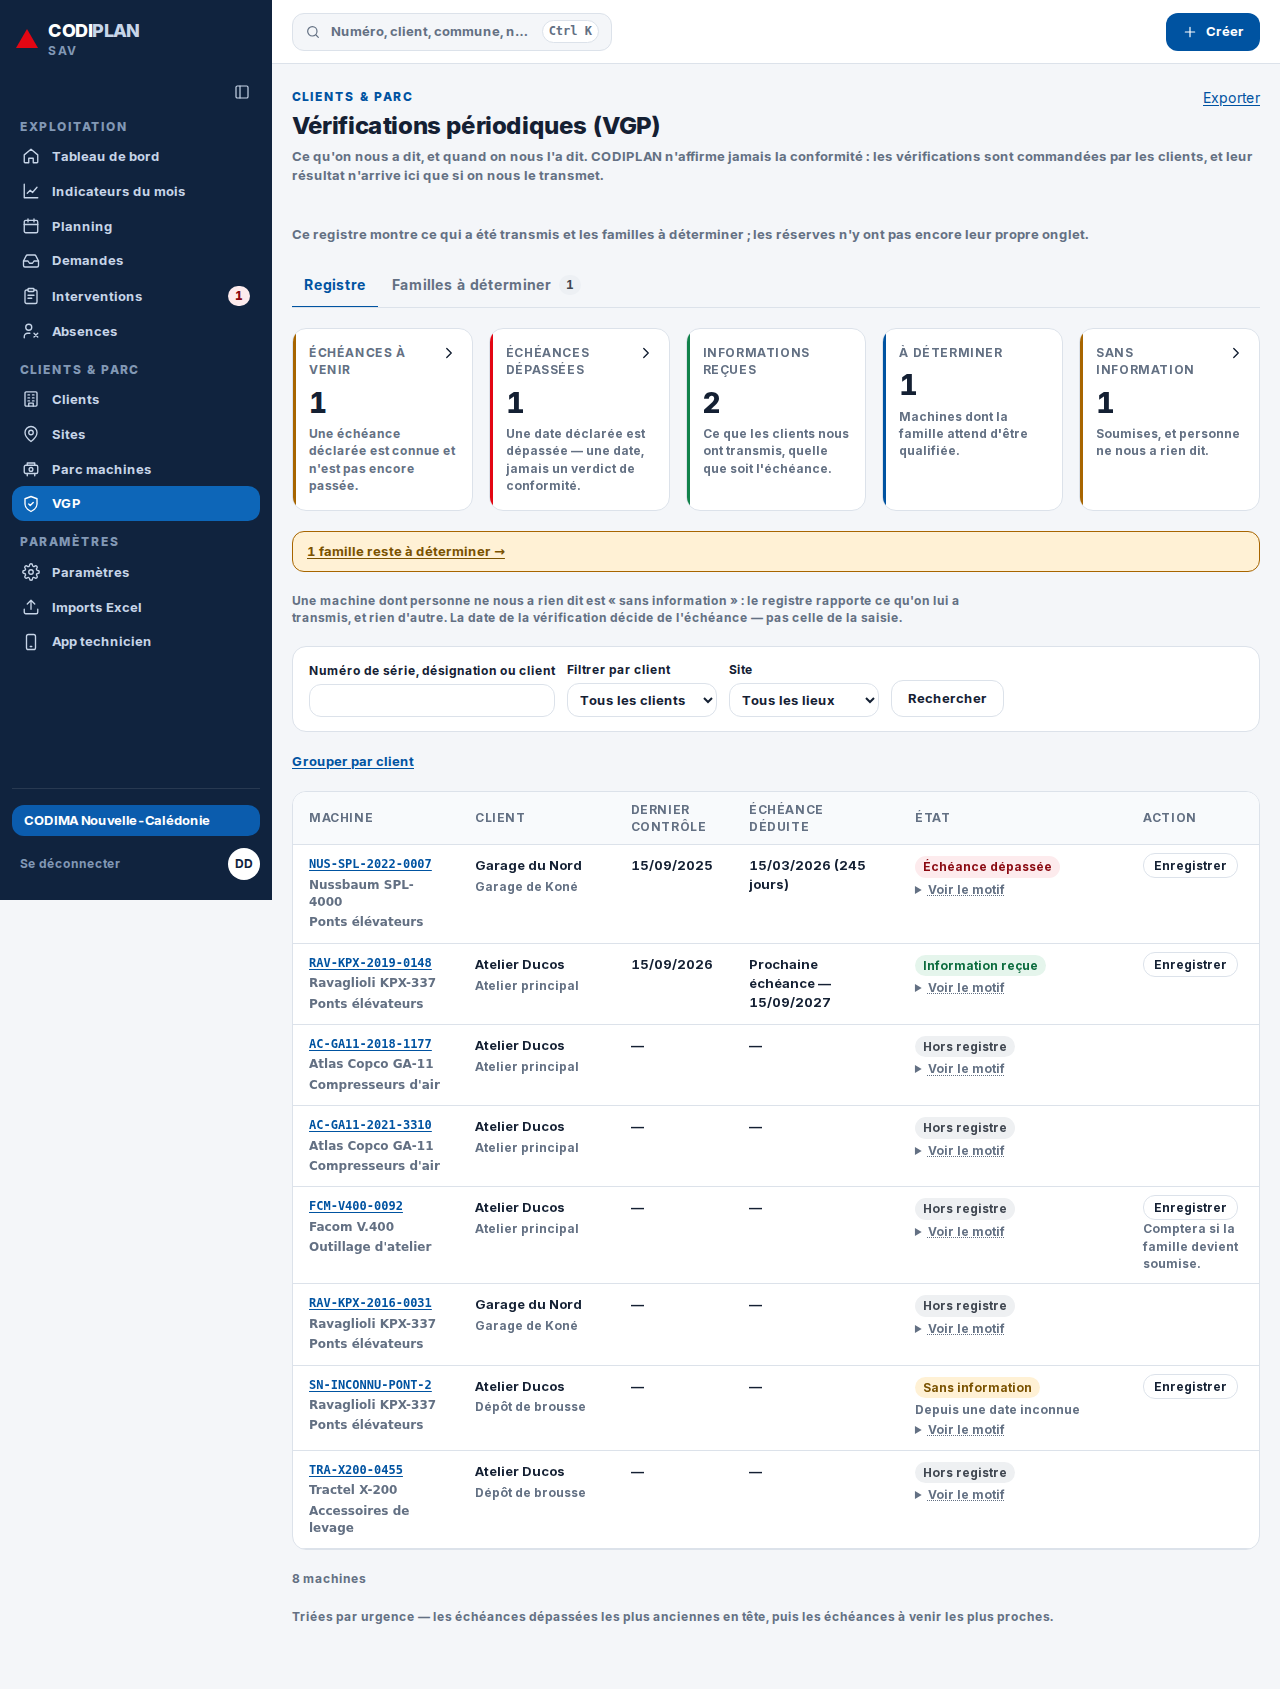 CODIPLAN
SAV
EXPLOITATION
Tableau de bord
Indicateurs du mois
Planning
Demandes
Interventions 1
Absences
CLIENTS & PARC
Clients
Sites
Parc machines
VGP
PARAMÈTRES
Paramètres
Imports Excel
App technicien
CODIMA Nouvelle-Calédonie
Se déconnecter DD
Numéro, client, commune, n… Ctrl K
Créer
CLIENTS & PARC
Exporter
Vérifications périodiques (VGP)
Ce qu'on nous a dit, et quand on nous l'a dit. CODIPLAN n'affirme jamais la conformité : les vérifications sont commandées par les clients, et leur
résultat n'arrive ici que si on nous le transmet.
Ce registre montre ce qui a été transmis et les familles à déterminer ; les réserves n'y ont pas encore leur propre onglet.
Registre Familles à déterminer 1
ÉCHÉANCES À
VENIR
1
Une échéance
déclarée est connue et
n'est pas encore
passée.
ÉCHÉANCES
DÉPASSÉES
1
Une date déclarée est
dépassée — une date,
jamais un verdict de
conformité.
INFORMATIONS
REÇUES
2
Ce que les clients nous
ont transmis, quelle
que soit l'échéance.
À DÉTERMINER
1
Machines dont la
famille attend d'être
qualifiée.
SANS
INFORMATION
1
Soumises, et personne
ne nous a rien dit.
1 famille reste à déterminer →
Une machine dont personne ne nous a rien dit est « sans information » : le registre rapporte ce qu'on lui a
transmis, et rien d'autre. La date de la vérification décide de l'échéance — pas celle de la saisie.
Numéro de série, désignation ou client Filtrer par client Site
Tous les clients Tous les lieux Rechercher
Grouper par client
MACHINE CLIENT DERNIER CONTRÔLE ÉCHÉANCE DÉDUITE ÉTAT ACTION
NUS-SPL-2022-0007 Garage du Nord 15/09/2025 15/03/2026 (245 jours) Échéance dépassée Enregistrer
Nussbaum SPL-4000 Garage de Koné ▶ Voir le motif
Ponts élévateurs
RAV-KPX-2019-0148 Atelier Ducos 15/09/2026 Prochaine échéance — 15/09/2027 Information reçue Enregistrer
Ravaglioli KPX-337 Atelier principal ▶ Voir le motif
Ponts élévateurs
AC-GA11-2018-1177 Atelier Ducos — — Hors registre
Atlas Copco GA-11 Atelier principal ▶ Voir le motif
Compresseurs d'air
AC-GA11-2021-3310 Atelier Ducos — — Hors registre
Atlas Copco GA-11 Atelier principal ▶ Voir le motif
Compresseurs d'air
FCM-V400-0092 Atelier Ducos — — Hors registre Enregistrer
Facom V.400 Atelier principal ▶ Voir le motif Comptera si la famille devient soumise.
Outillage d'atelier
RAV-KPX-2016-0031 Garage du Nord — — Hors registre
Ravaglioli KPX-337 Garage de Koné ▶ Voir le motif
Ponts élévateurs
SN-INCONNU-PONT-2 Atelier Ducos — — Sans information Enregistrer
Ravaglioli KPX-337 Dépôt de brousse Depuis une date inconnue
Ponts élévateurs ▶ Voir le motif
TRA-X200-0455 Atelier Ducos — — Hors registre
Tractel X-200 Dépôt de brousse ▶ Voir le motif
Accessoires de levage
8 machines
Triées par urgence — les échéances dépassées les plus anciennes en tête, puis les échéances à venir les plus proches.